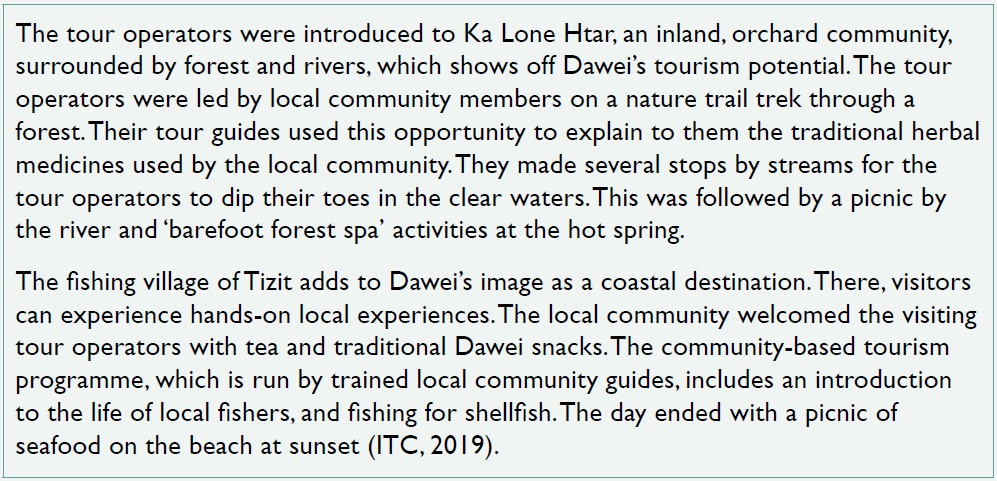 The tour operators were introduced to Ka Lone Htar, an inland, orchard community,
surrounded by forest and rivers, which shows off Dawei’s tourism potential. The tour
operators were led by local community members on a nature trail trek through a
forest. Their tour guides used this opportunity to explain to them the traditional herbal
medicines used by the local community. They made several stops by streams for the
tour operators to dip their toes in the clear waters. This was followed by a picnic by
the river and ‘barefoot forest spa’ activities at the hot spring.
The fishing village of Tizit adds to Dawei’s image as a coastal destination. There, visitors
can experience hands-on local experiences. The local community welcomed the visiting
tour operators with tea and traditional Dawei snacks. The community-based tourism
programme, which is run by trained local community guides, includes an introduction
to the life of local fishers, and fishing for shellfish. The day ended with a picnic of
seafood on the beach at sunset (ITC, 2019).